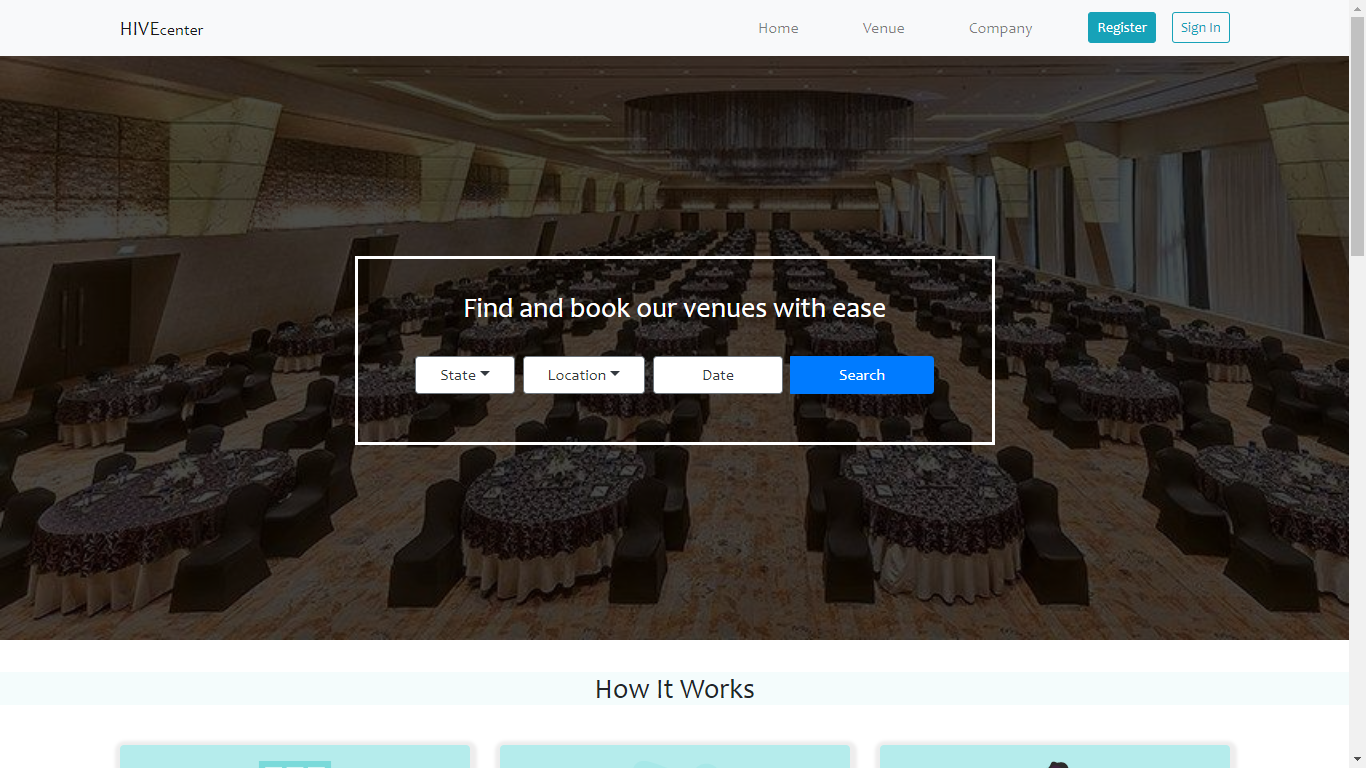 HIVEcenter
Home
Venue
Company
Register
Sign In
Find and book our venues with ease
State
Location
Date
Search
How It Works